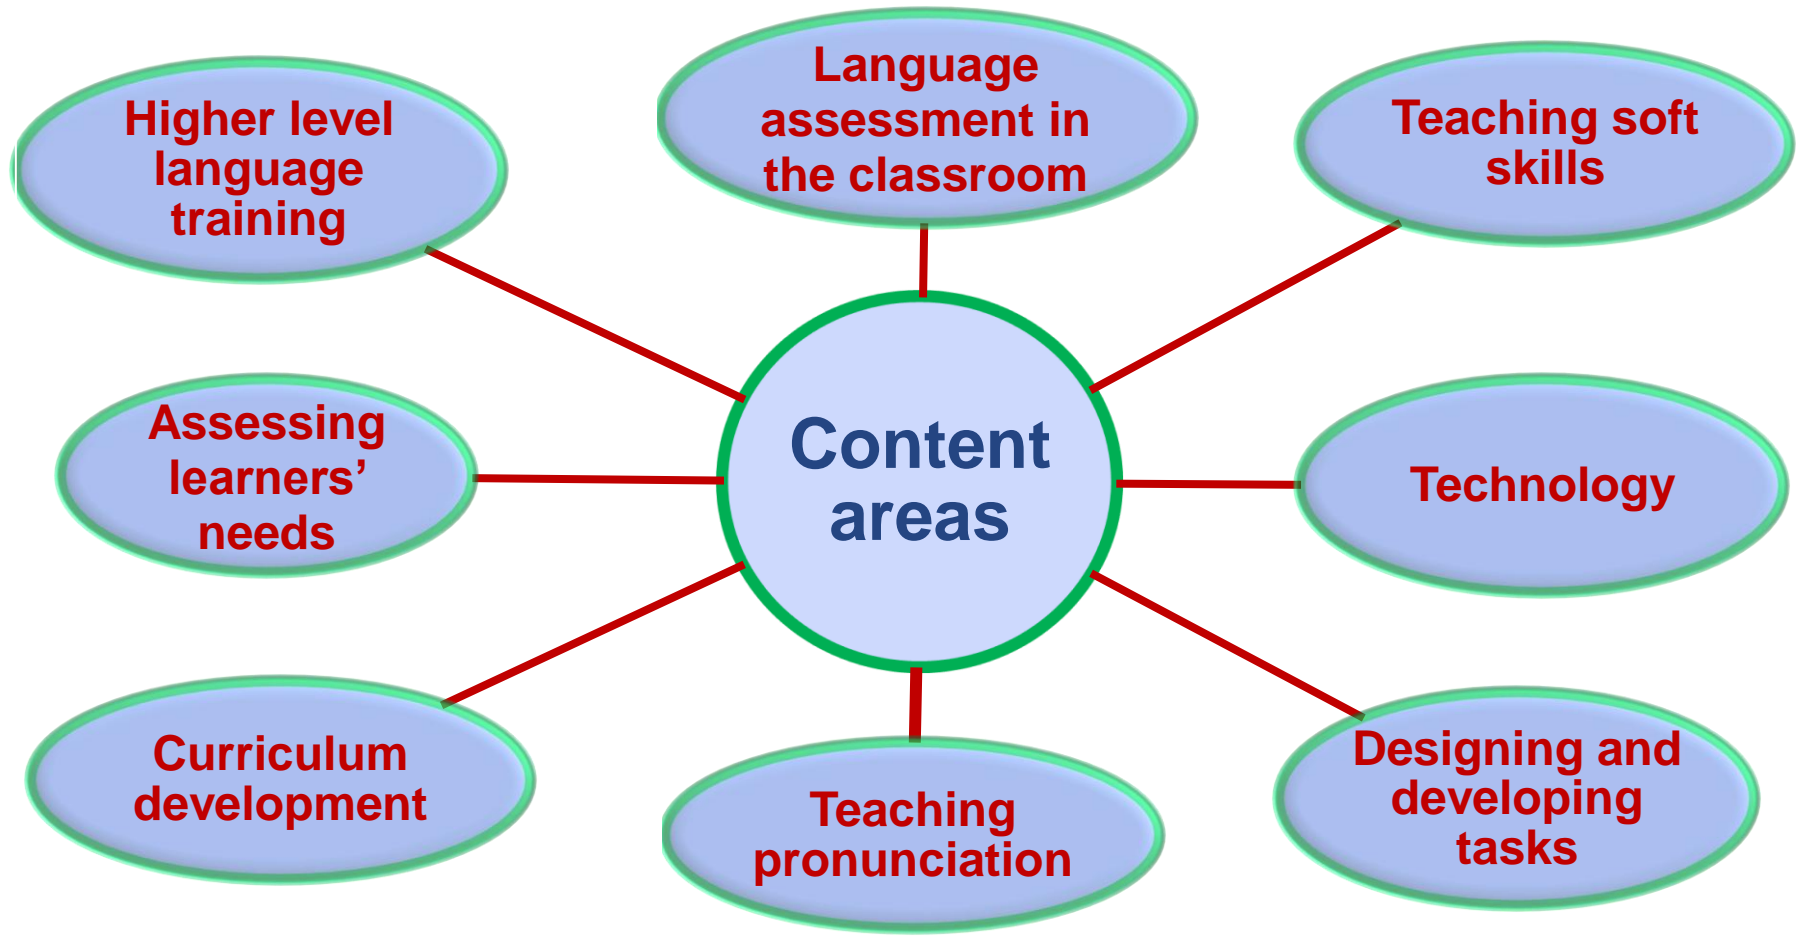 Higher level
language
training
Language
assessment in
the classroom
Teaching soft
skills
Assessing
learners’
needs
Content
areas
Technology
Curriculum
development
Teaching
pronunciation
Designing and
developing
tasks